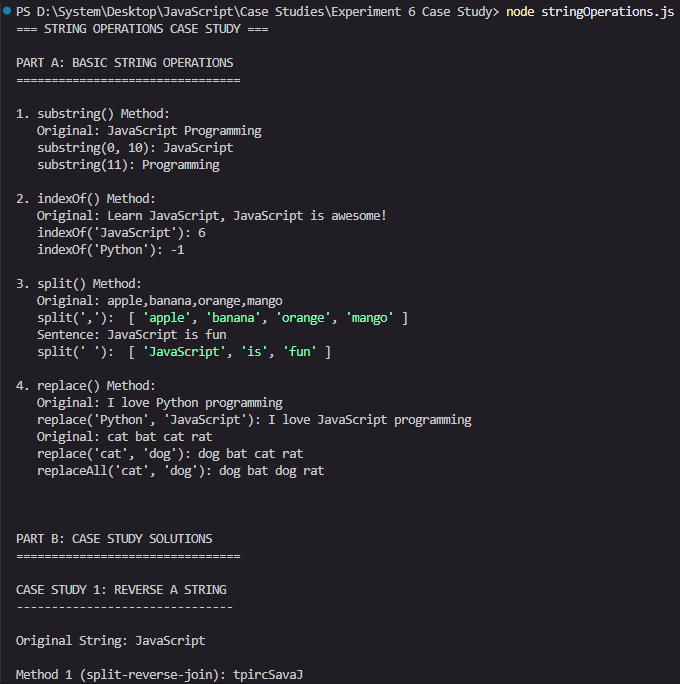 PS D:\System\Desktop\JavaScript\Case Studies\Experiment 6 Case Study> node stringOperations.js
=== STRING OPERATIONS CASE STUDY ===
PART A: BASIC STRING OPERATIONS
================================
1. substring() Method:
Original: JavaScript Programming
substring(0, 10): JavaScript
substring(11): Programming
2. indexOf() Method:
Original: Learn JavaScript, JavaScript is awesome!
indexOf('JavaScript'): 6
indexOf('Python'): -1
3. split() Method:
Original: apple,banana,orange,mango
split(','):  [ 'apple', 'banana', 'orange', 'mango' ]
Sentence: JavaScript is fun
split(' '):  [ 'JavaScript', 'is', 'fun' ]
4. replace() Method:
Original: I love Python programming
replace('Python', 'JavaScript'): I love JavaScript programming
Original: cat bat cat rat
replace('cat', 'dog'): dog bat cat rat
replaceAll('cat', 'dog'): dog bat dog rat
PART B: CASE STUDY SOLUTIONS
================================
CASE STUDY 1: REVERSE A STRING
-------------------------------
Original String: JavaScript
Method 1 (split-reverse-join): tpircSavaJ